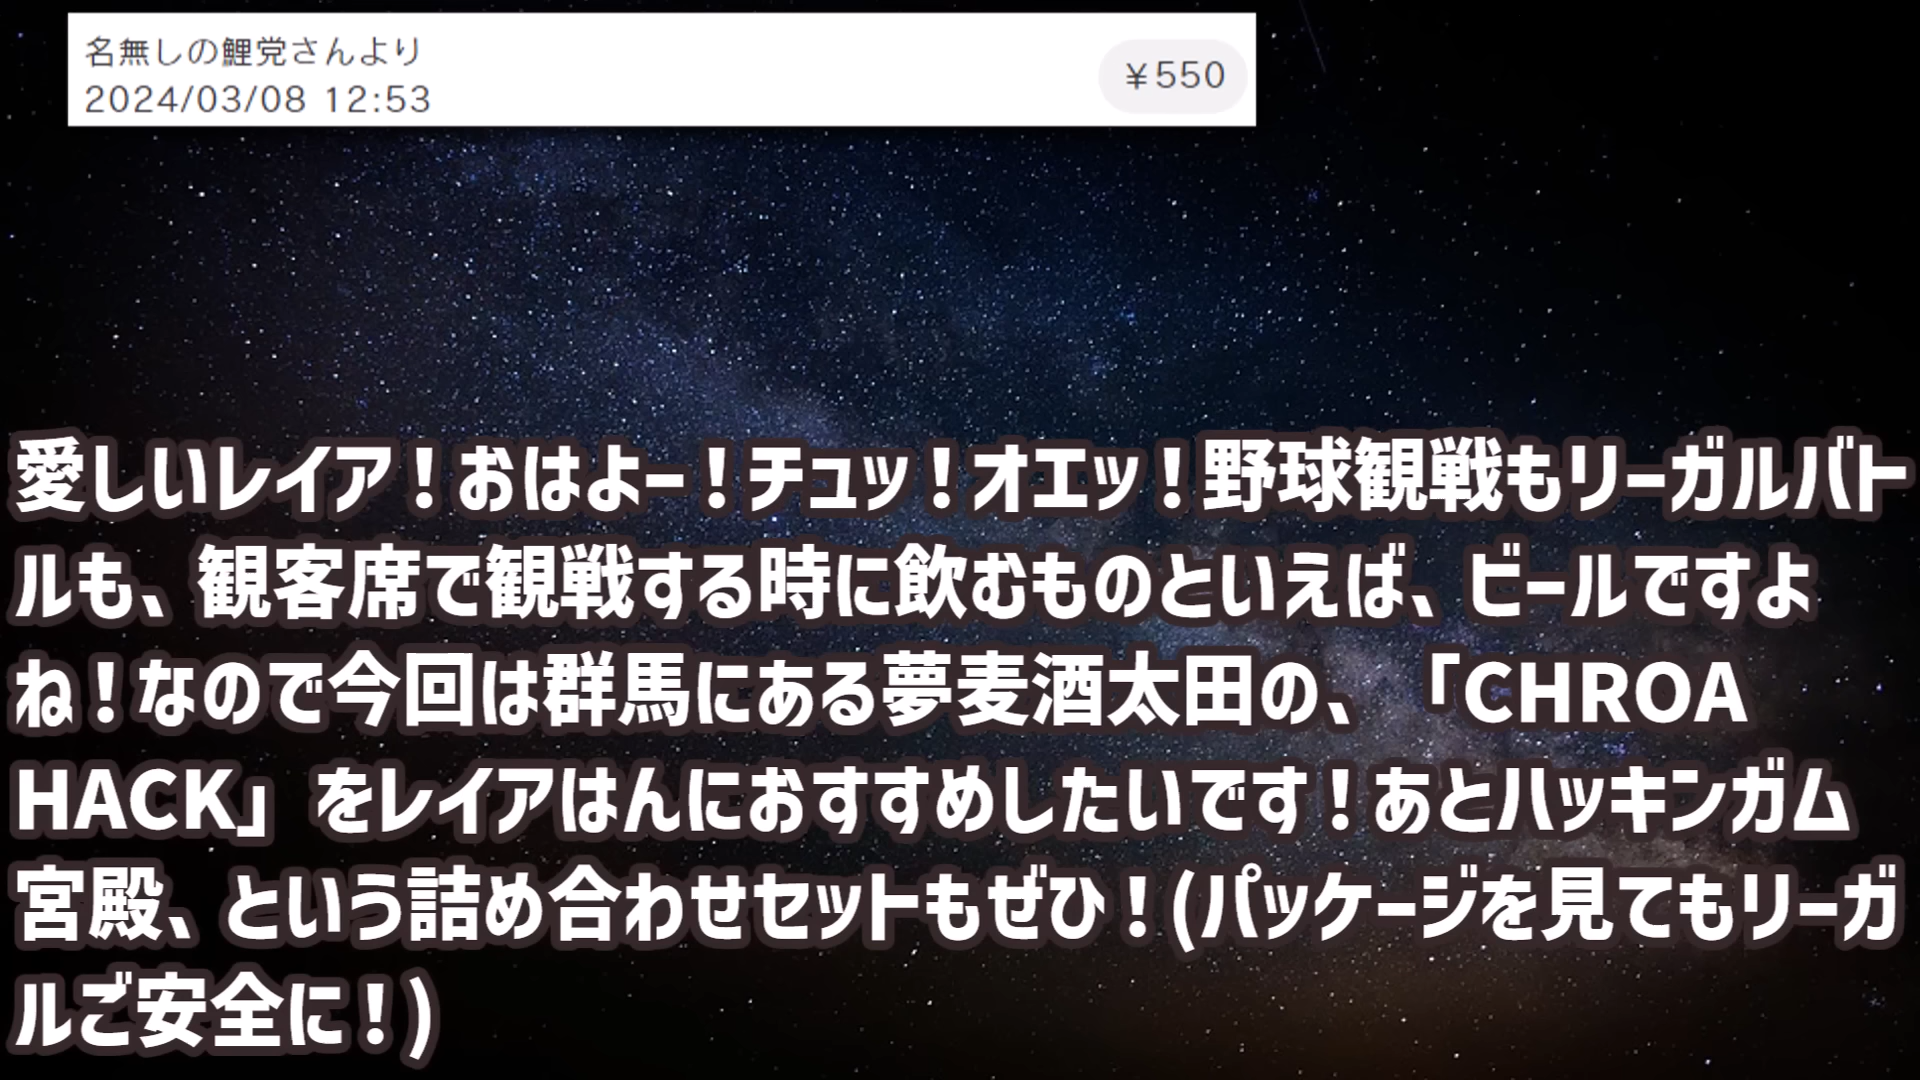 名無しの鯉党さんより
2024/03/08 12:53
¥550
愛しいレイア！おはよー！チュッ！オエッ！野球観戦もリーガルバト
ルも、観客席で観戦する時に飲むものといえば、ビールですよ
ね！なので今回は群馬にある夢麦酒太田の、「CHROA
HACK」をレイアはんにおすすめしたいです！あとハッキンガム
宮殿、という詰め合わせセットもぜひ！(パッケージを見てもリーガ
ルご安全に！)